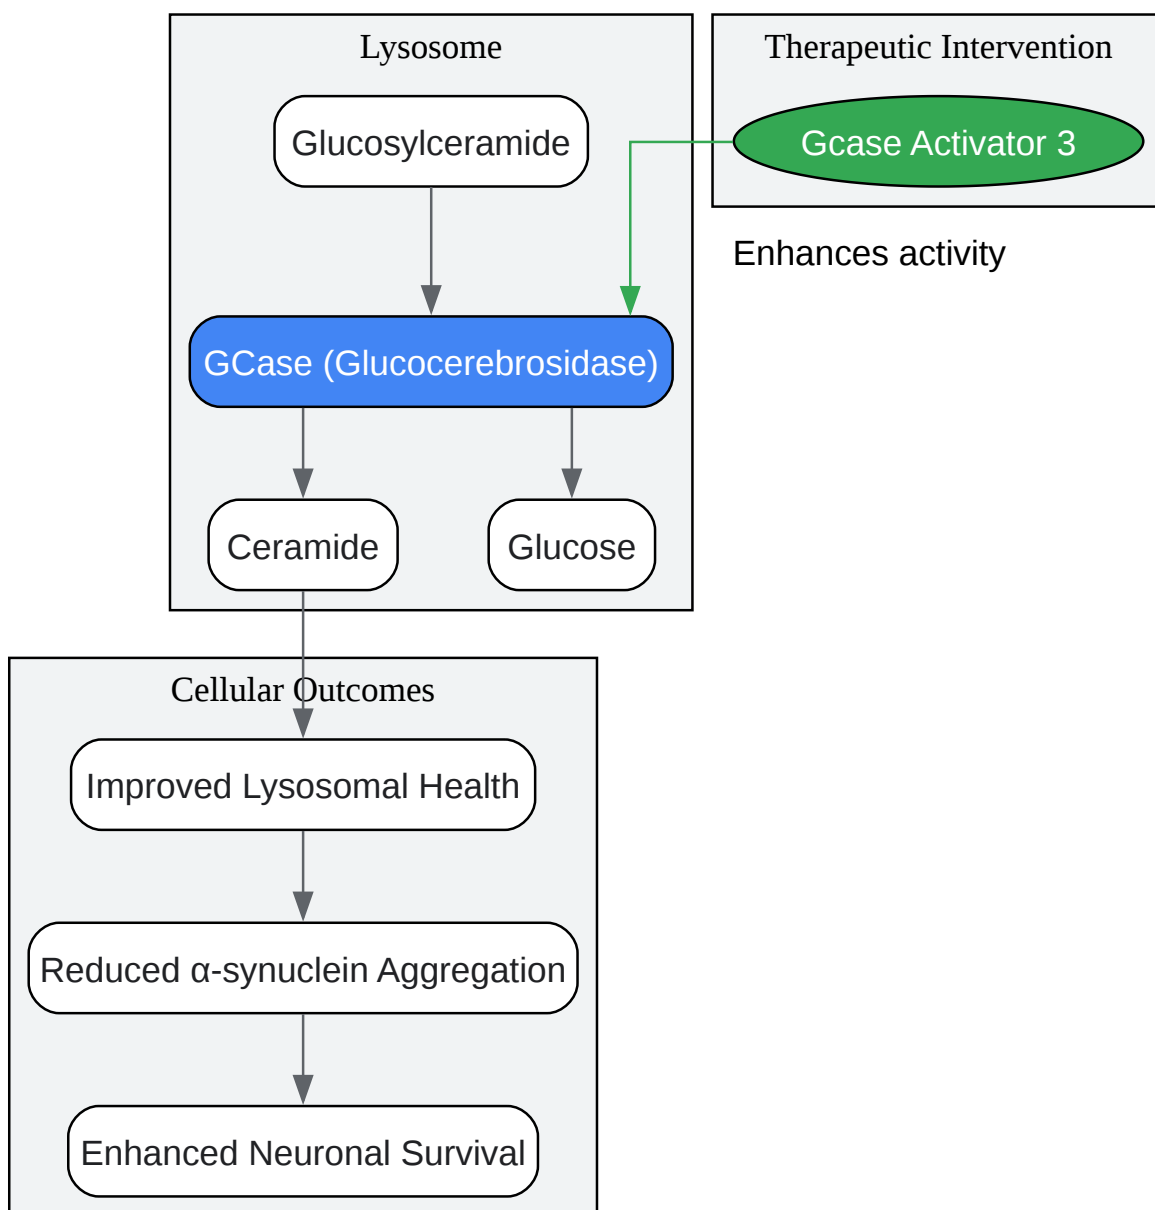 Lysosome
Therapeutic Intervention
Glucosylceramide
Gcase Activator 3
Enhances activity
GCase (Glucocerebrosidase)
Ceramide
Glucose
Cellular Outcomes
Improved Lysosomal Health
Reduced α-synuclein Aggregation
Enhanced Neuronal Survival